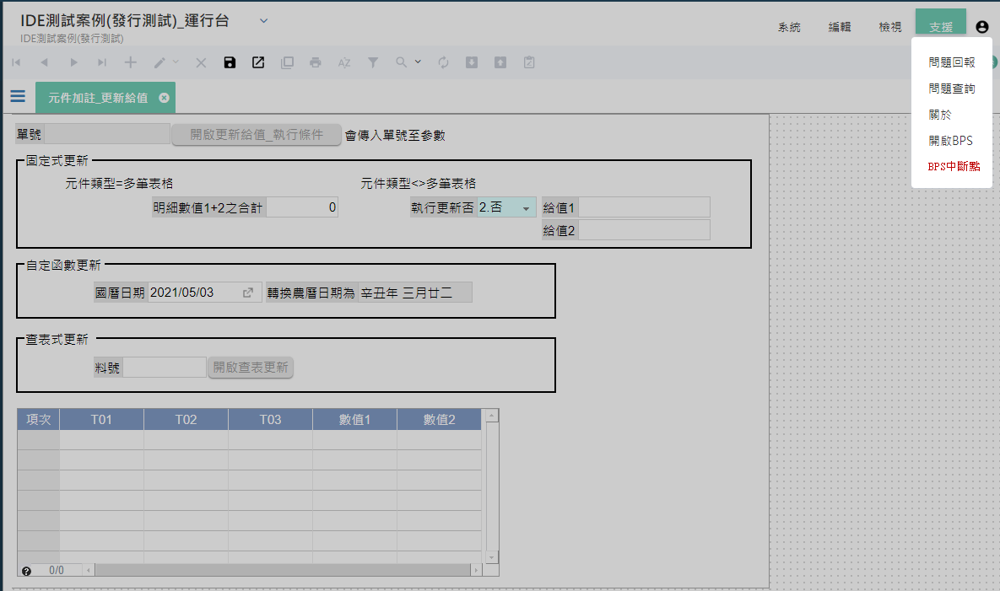 IDE測試案例(發行測試)_運行台
IDE測試案例(發行測試)
系統 編輯 檢視 支援
問題回報
問題查詢
關於
開啟BPS
BPS中斷點
元件加註_更新給值
單號 開啟更新給值_執行條件 會傳入單號至參數
固定式更新
元件類型=多筆表格 元件類型<>多筆表格
明細數值1+2之合計 0 執行更新否 2.否 給值1
給值2
自定函數更新
國曆日期 2021/05/03 轉換農曆日期為 辛丑年 三月廿二
查表式更新
料號 開啟查表更新
項次 T01 T02 T03 數值1 數值2
0/0